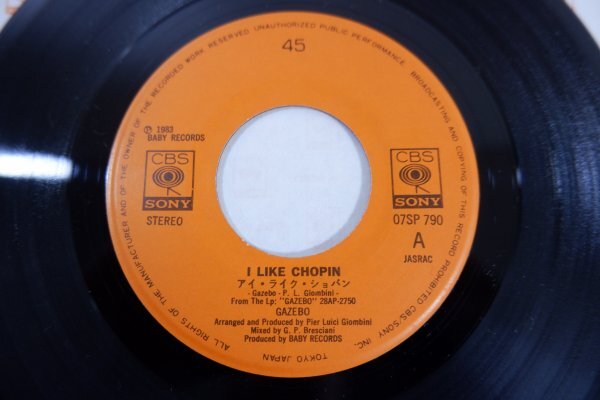 ALL RIGHTS OF THE MANUFACTURER AND OF THE OWNER OF THE RECORDED WORK RESERVED UNAUTHORIZED PUBLIC PERFORMANCE, BROADCASTING AND COPYING OF THIS RECORD PROHIBITED CBS/SONY INC.
TOKYO JAPAN
45
℗ 1983
BABY RECORDS
CBS
SONY
STEREO
CBS
SONY
07SP 790
A
JASRAC
I LIKE CHOPIN
アイ・ライク・ショパン
-Gazebo - P. L. Giombini-
From The Lp: "GAZEBO" 28AP-2750
GAZEBO
Arranged and Produced by Pier Luici Giombini
Mixed by G. P. Bresciani
Produced by BABY RECORDS